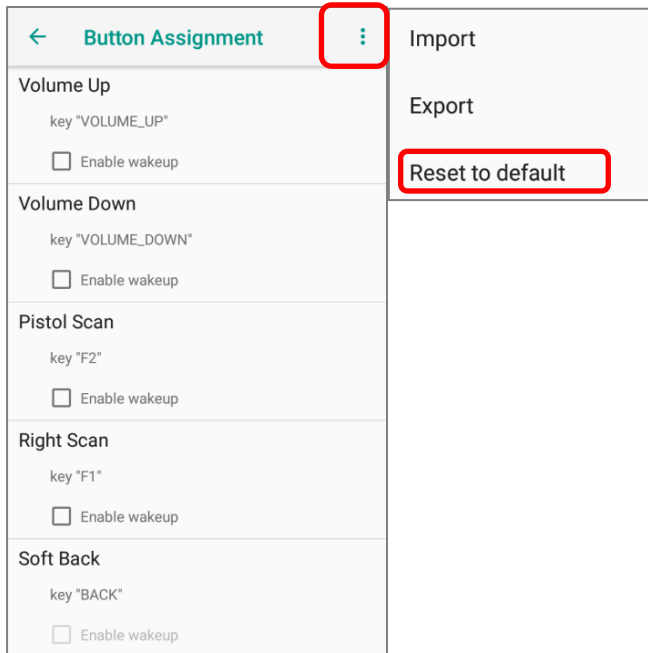 Button Assignment
Volume Up
key "VOLUME_UP"
Enable wakeup
Volume Down
key "VOLUME_DOWN"
Enable wakeup
Pistol Scan
key "F2"
Enable wakeup
Right Scan
key "F1"
Enable wakeup
Soft Back
key "BACK"
Enable wakeup
Import
Export
Reset to default